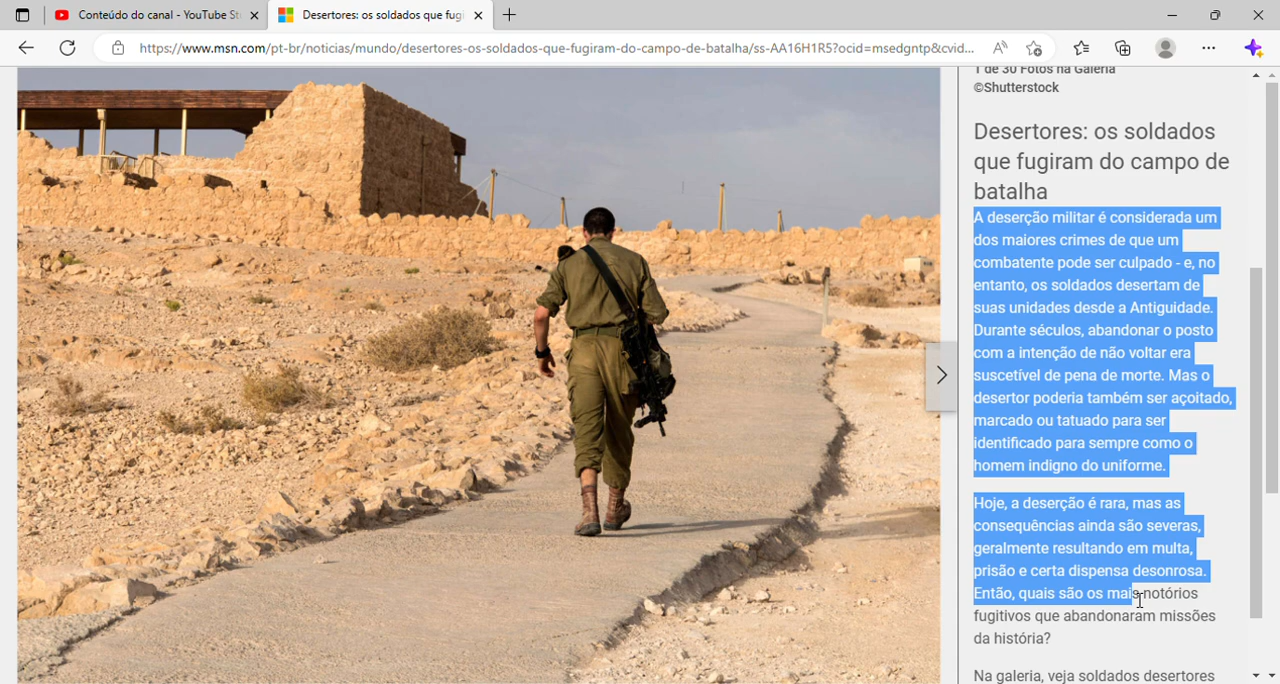 Conteúdo do canal - YouTube St
Desertores: os soldados que fugi
https://www.msn.com/pt-br/noticias/mundo/desertores-os-soldados-que-fugiram-do-campo-de-batalha/ss-AA16H1R5?ocid=msedgntp&cvid...
1 de 30 Fotos na Galeria
©Shutterstock
Desertores: os soldados
que fugiram do campo de
batalha
A deserção militar é considerada um
dos maiores crimes de que um
combatente pode ser culpado - e, no
entanto, os soldados desertam de
suas unidades desde a Antiguidade.
Durante séculos, abandonar o posto
com a intenção de não voltar era
suscetível de pena de morte. Mas o
desertor poderia também ser açoitado,
marcado ou tatuado para ser
identificado para sempre como o
homem indigno do uniforme.
Hoje, a deserção é rara, mas as
consequências ainda são severas,
geralmente resultando em multa,
prisão e certa dispensa desonrosa.
Então, quais são os mais notórios
fugitivos que abandonaram missões
da história?
Na galeria, veja soldados desertores